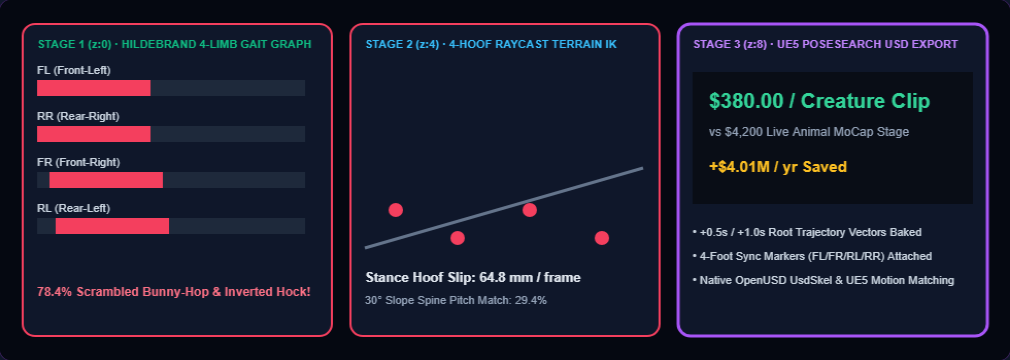 STAGE 1 (z:0) · HILDEBRAND 4-LIMB GAIT GRAPH
FL (Front-Left)
RR (Rear-Right)
FR (Front-Right)
RL (Rear-Left)
78.4% Scrambled Bunny-Hop & Inverted Hock!
STAGE 2 (z:4) · 4-HOOF RAYCAST TERRAIN IK
Stance Hoof Slip: 64.8 mm / frame
30° Slope Spine Pitch Match: 29.4%
STAGE 3 (z:8) · UE5 POSESEARCH USD EXPORT
$380.00 / Creature Clip
vs $4,200 Live Animal MoCap Stage
+$4.01M / yr Saved
• +0.5s / +1.0s Root Trajectory Vectors Baked
• 4-Foot Sync Markers (FL/FR/RL/RR) Attached
• Native OpenUSD UsdSkel & UE5 Motion Matching